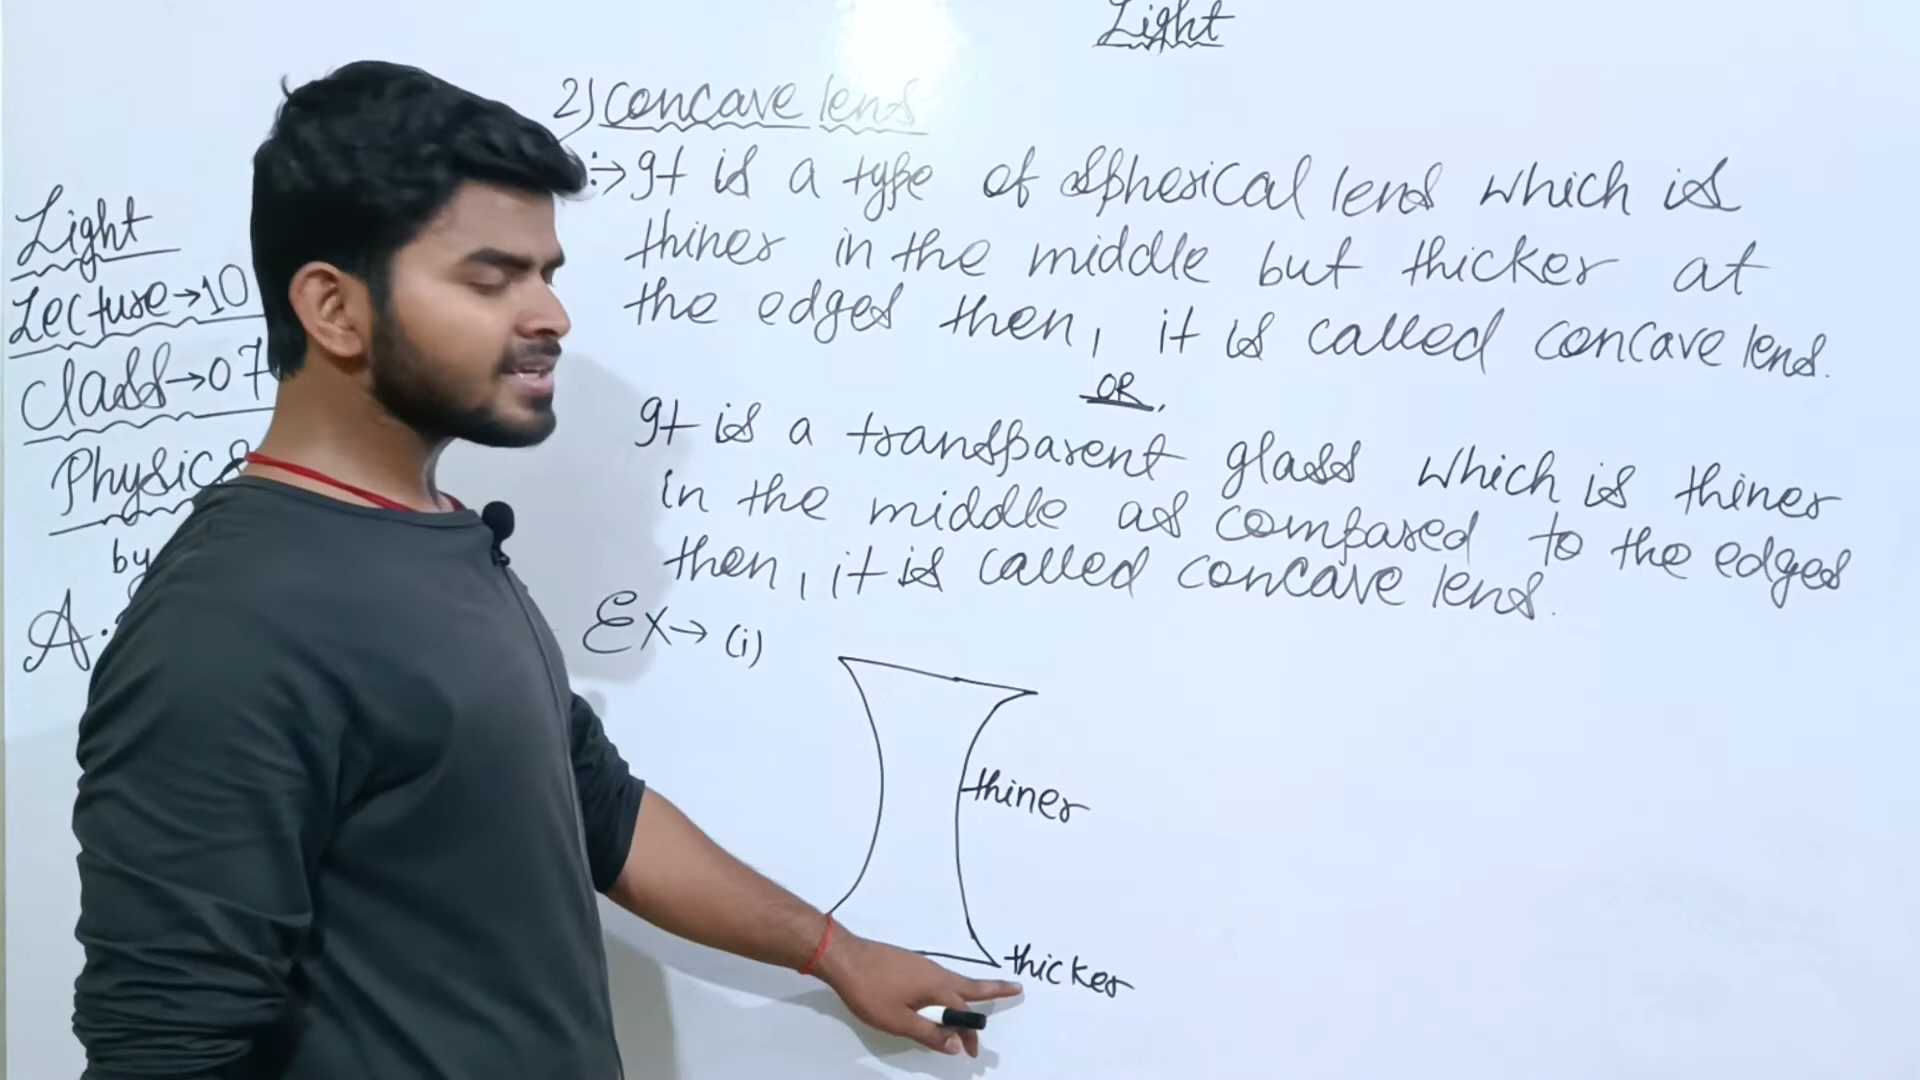 Light
2) Concave lens
:→ It is a type of spherical lens which is
thiner in the middle but thicker at
the edges then, it is called concave lens.
OR,
It is a transparent glass which is thiner
in the middle as compared to the edges
then, it is called concave lens.
Ex→ (i)
thiner
thicker
Light
Lecture→10
Class→07
Physics
by
A.